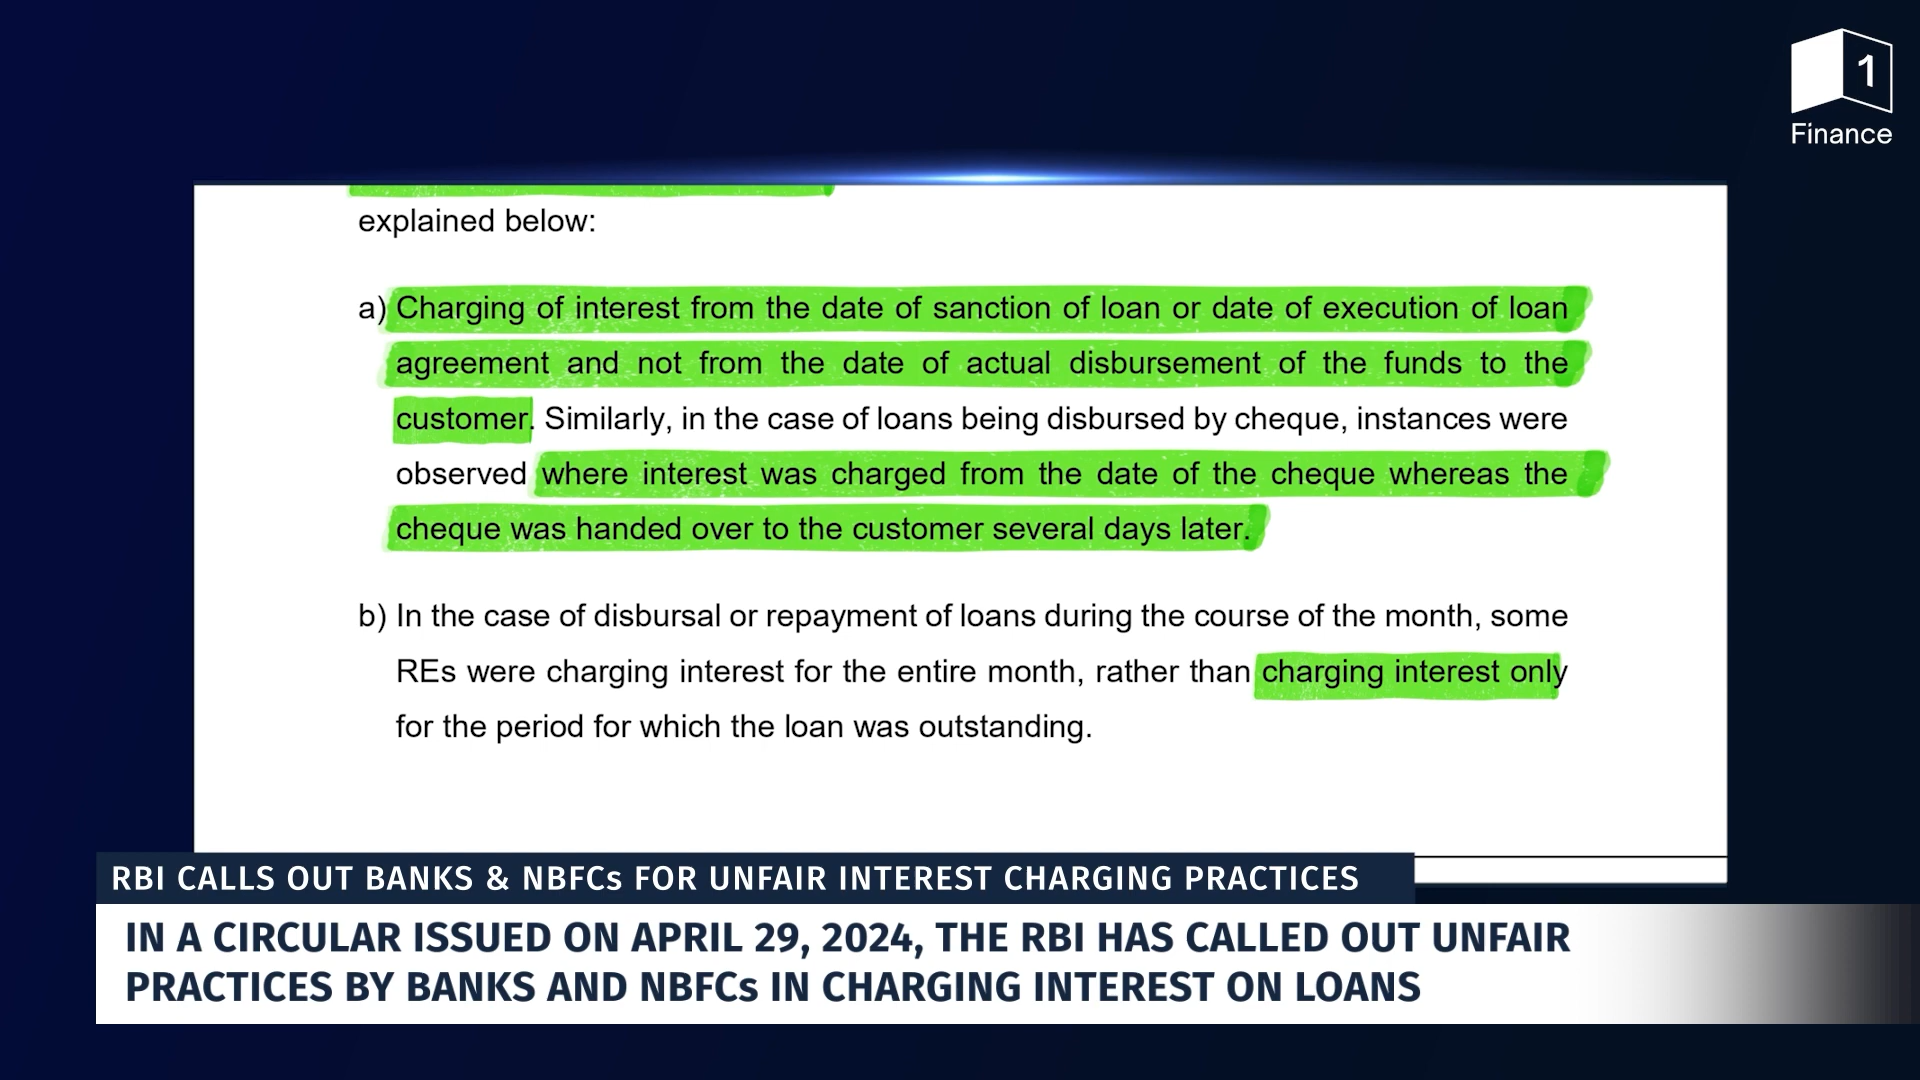 1
Finance
explained below:
a) Charging of interest from the date of sanction of loan or date of execution of loan
agreement and not from the date of actual disbursement of the funds to the
customer. Similarly, in the case of loans being disbursed by cheque, instances were
observed where interest was charged from the date of the cheque whereas the
cheque was handed over to the customer several days later.
b) In the case of disbursal or repayment of loans during the course of the month, some
REs were charging interest for the entire month, rather than charging interest only
for the period for which the loan was outstanding.
RBI CALLS OUT BANKS & NBFCs FOR UNFAIR INTEREST CHARGING PRACTICES
IN A CIRCULAR ISSUED ON APRIL 29, 2024, THE RBI HAS CALLED OUT UNFAIR
PRACTICES BY BANKS AND NBFCs IN CHARGING INTEREST ON LOANS